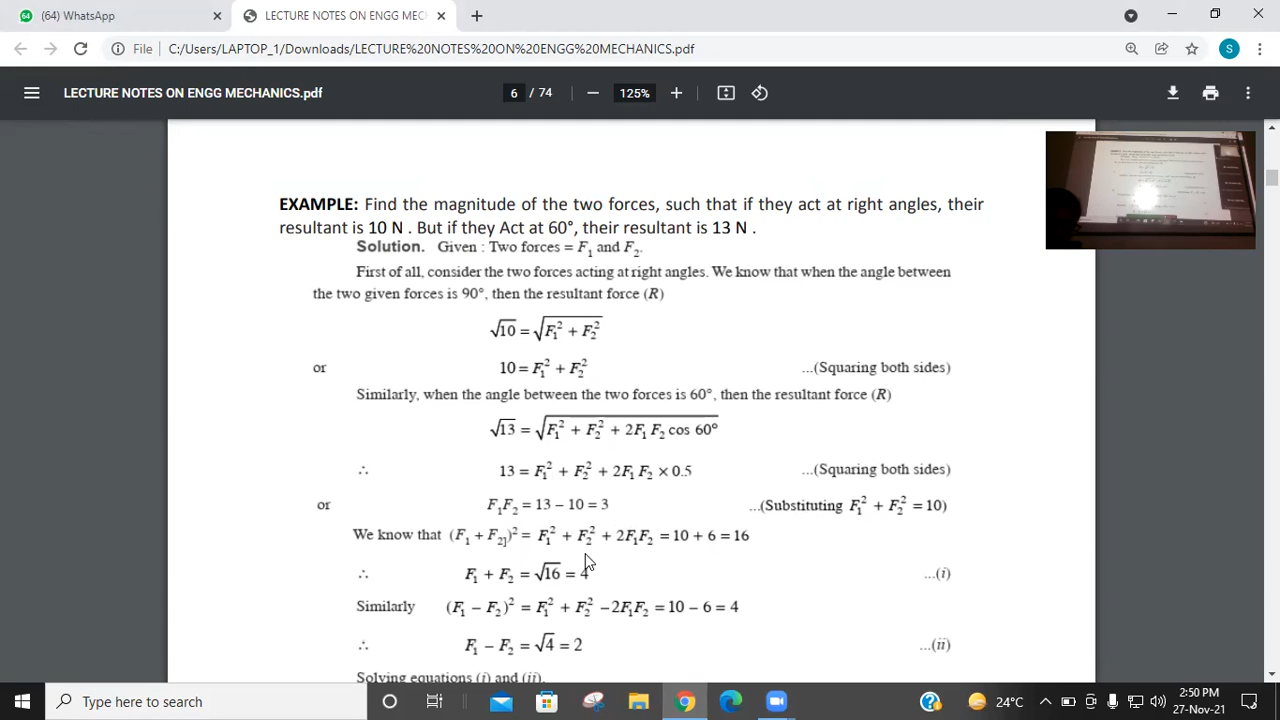 (64) WhatsApp
LECTURE NOTES ON ENGG MEC
File C:/Users/LAPTOP_1/Downloads/LECTURE%20NOTES%20ON%20ENGG%20MECHANICS.pdf
S
LECTURE NOTES ON ENGG MECHANICS.pdf
6 / 74
125%
EXAMPLE: Find the magnitude of the two forces, such that if they act at right angles, their
resultant is 10 N . But if they Act at 60°, their resultant is 13 N .
Solution. Given : Two forces = F₁ and F₂.
First of all, consider the two forces acting at right angles. We know that when the angle between
the two given forces is 90°, then the resultant force (R)
√10 = √(F₁² + F₂²)
or 10 = F₁² + F₂² ...(Squaring both sides)
Similarly, when the angle between the two forces is 60°, then the resultant force (R)
√13 = √(F₁² + F₂² + 2F₁ F₂ cos 60°)
∴ 13 = F₁² + F₂² + 2F₁ F₂ × 0.5 ...(Squaring both sides)
or F₁F₂ = 13 – 10 = 3 ...(Substituting F₁² + F₂² = 10)
We know that (F₁ + F₂])² = F₁² + F₂² + 2F₁F₂ = 10 + 6 = 16
∴ F₁ + F₂ = √16 = 4 ...(i)
Similarly (F₁ – F₂)² = F₁² + F₂² – 2F₁F₂ = 10 – 6 = 4
∴ F₁ – F₂ = √4 = 2 ...(ii)
Solving equations (i) and (ii),
Type here to search
24°C
2:50 PM
27-Nov-21